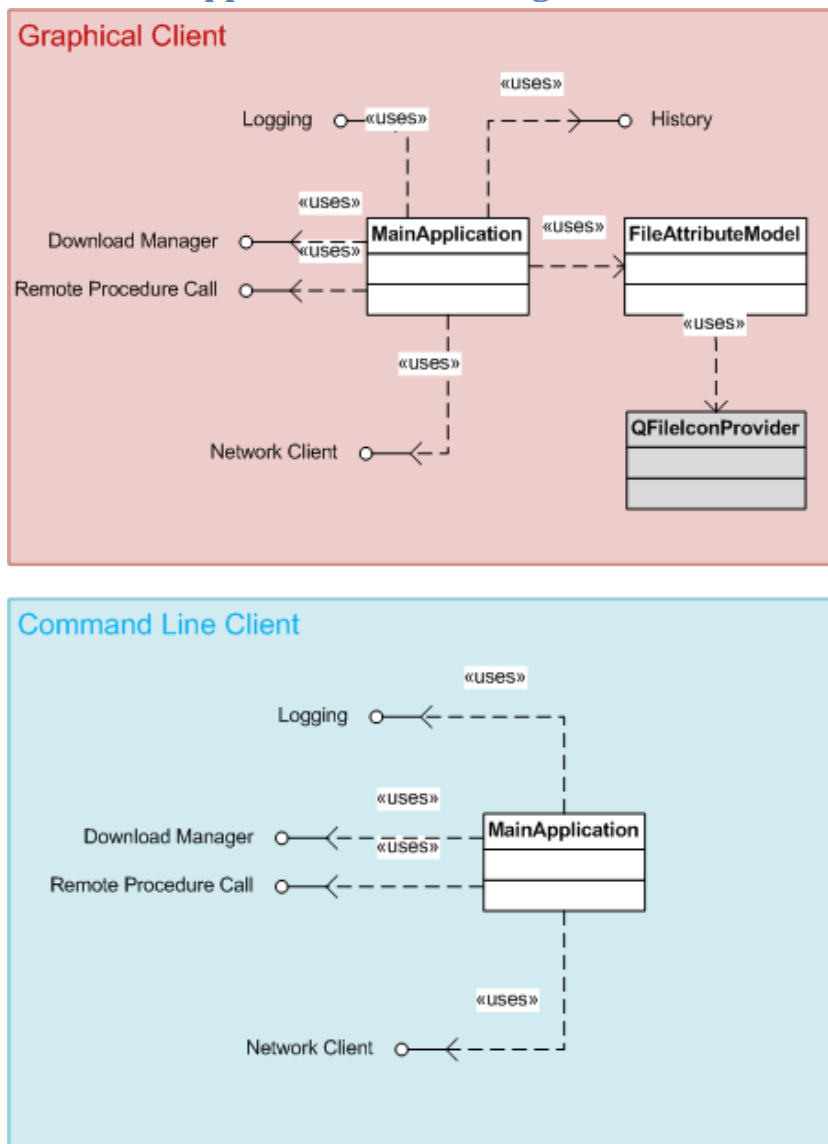 Graphical Client
«uses»
Logging
«uses»
History
«uses»
Download Manager
MainApplication
«uses»
FileAttributeModel
«uses»
Remote Procedure Call
«uses»
«uses»
QFileIconProvider
Network Client
Command Line Client
«uses»
Logging
«uses»
Download Manager
MainApplication
«uses»
Remote Procedure Call
«uses»
Network Client